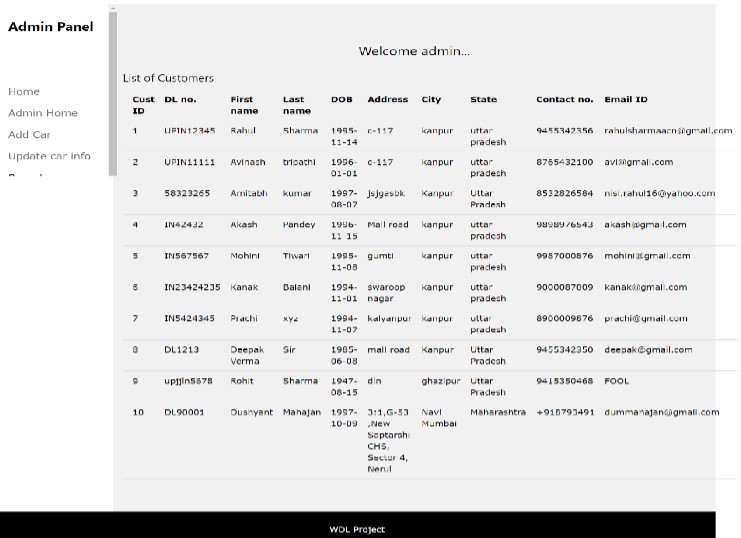 Admin Panel
Home
Admin Home
Add Car
Update car info
Welcome admin...
List of Customers
Cust ID DL no. First name Last name DOB Address City State Contact no. Email ID
1 UPIN12345 Rahul Sharma 1995-11-14 c-117 kanpur uttar pradesh 9455342356 rahulsharmaacn@gmail.com
2 UPIN11111 Avinash tripathi 1996-01-01 c-117 kanpur uttar pradesh 8765432100 avi@gmail.com
3 58323265 Amitabh kumar 1997-08-07 jsjgasbk Kanpur Uttar Pradesh 8532826584 nisi.rahul16@yahoo.com
4 IN42432 Akash Pandey 1996-11-15 Mall road kanpur uttar pradesh 9898976543 akash@gmail.com
5 IN567567 Mohini Tiwari 1995-11-08 gumti kanpur uttar pradesh 9987000876 mohini@gmail.com
6 IN23424235 Kanak Balani 1994-11-01 swaroop nagar kanpur uttar pradesh 9000087009 kanak@gmail.com
7 IN5424345 Prachi xyz 1994-11-07 kalyanpur kanpur uttar pradesh 8900009876 prachi@gmail.com
8 DL1213 Deepak Verma Sir 1985-06-08 mall road Kanpur Uttar Pradesh 9455342350 deepak@gmail.com
9 upjjln5678 Rohit Sharma 1947-08-15 din ghazipur Uttar Pradesh 9415350468 FOOL
10 DL90001 Dushyant Mahajan 1997-10-09 3:1,G-53 ,New Saptarshi CHS, Sector 4, Nerul Navi Mumbai Maharashtra +918793491 dummahajan@gmail.com
WDL Project